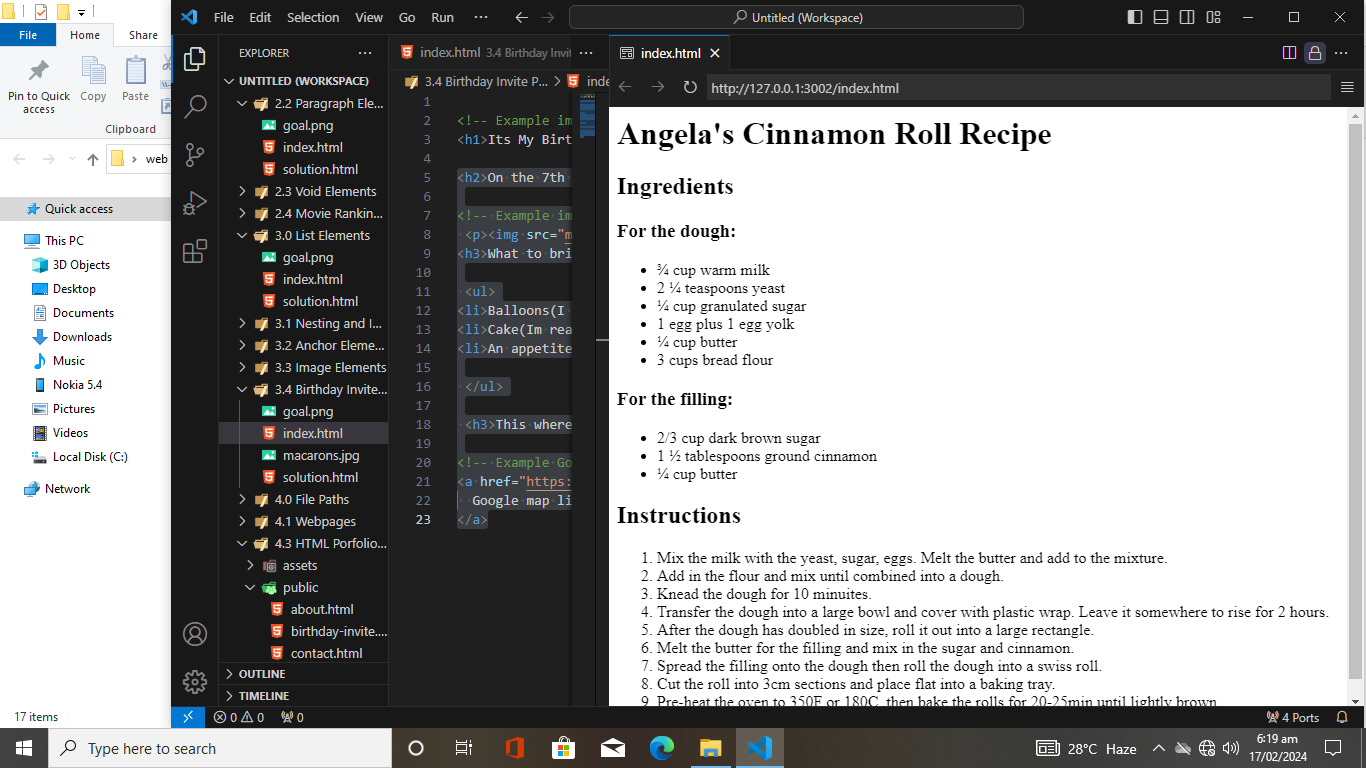 File
Home
Share
Pin to Quick access
Copy
Paste
Clipboard
web
Quick access
This PC
3D Objects
Desktop
Documents
Downloads
Music
Nokia 5.4
Pictures
Videos
Local Disk (C:)
Network
17 items
File Edit Selection View Go Run ···
Untitled (Workspace)
EXPLORER ···
UNTITLED (WORKSPACE)
2.2 Paragraph Ele...
goal.png
index.html
solution.html
2.3 Void Elements
2.4 Movie Rankin...
3.0 List Elements
goal.png
index.html
solution.html
3.1 Nesting and I...
3.2 Anchor Eleme...
3.3 Image Elements
3.4 Birthday Invite...
goal.png
index.html
macarons.jpg
solution.html
4.0 File Paths
4.1 Webpages
4.3 HTML Porfolio...
assets
public
about.html
birthday-invite....
contact.html
OUTLINE
TIMELINE
index.html 3.4 Birthday Invit ···
3.4 Birthday Invite P... > inde
1
2 <!-- Example im
3 <h1>Its My Birt
4
5 <h2>On the 7th
6
7 <!-- Example im
8 <p><img src="m
9 <h3>What to bri
10
11 <ul>
12 <li>Balloons(I
13 <li>Cake(Im rea
14 <li>An appetite
15
16 </ul>
17
18 <h3>This where
19
20 <!-- Example Go
21 <a href="https:
22 Google map li
23 </a>
index.html
http://127.0.0.1:3002/index.html
Angela's Cinnamon Roll Recipe
Ingredients
For the dough:
• ¾ cup warm milk
• 2 ¼ teaspoons yeast
• ¼ cup granulated sugar
• 1 egg plus 1 egg yolk
• ¼ cup butter
• 3 cups bread flour
For the filling:
• 2/3 cup dark brown sugar
• 1 ½ tablespoons ground cinnamon
• ¼ cup butter
Instructions
1. Mix the milk with the yeast, sugar, eggs. Melt the butter and add to the mixture.
2. Add in the flour and mix until combined into a dough.
3. Knead the dough for 10 minuites.
4. Transfer the dough into a large bowl and cover with plastic wrap. Leave it somewhere to rise for 2 hours.
5. After the dough has doubled in size, roll it out into a large rectangle.
6. Melt the butter for the filling and mix in the sugar and cinnamon.
7. Spread the filling onto the dough then roll the dough into a swiss roll.
8. Cut the roll into 3cm sections and place flat into a baking tray.
9. Pre-heat the oven to 350F or 180C, then bake the rolls for 20-25min until lightly brown
0 0 0
4 Ports
Type here to search
28°C Haze
6:19 am
17/02/2024